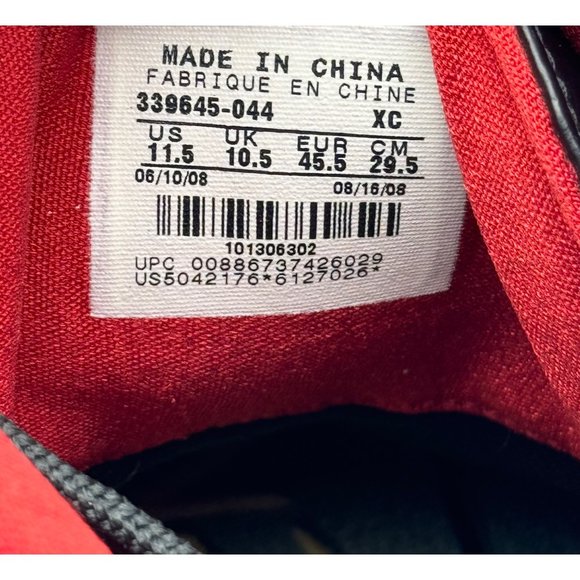 MADE IN CHINA
FABRIQUE EN CHINE
339645-044 XC
US UK EUR CM
11.5 10.5 45.5 29.5
06/10/08 08/16/08
101306302
UPC 00886737426029
US5042176*6127026*